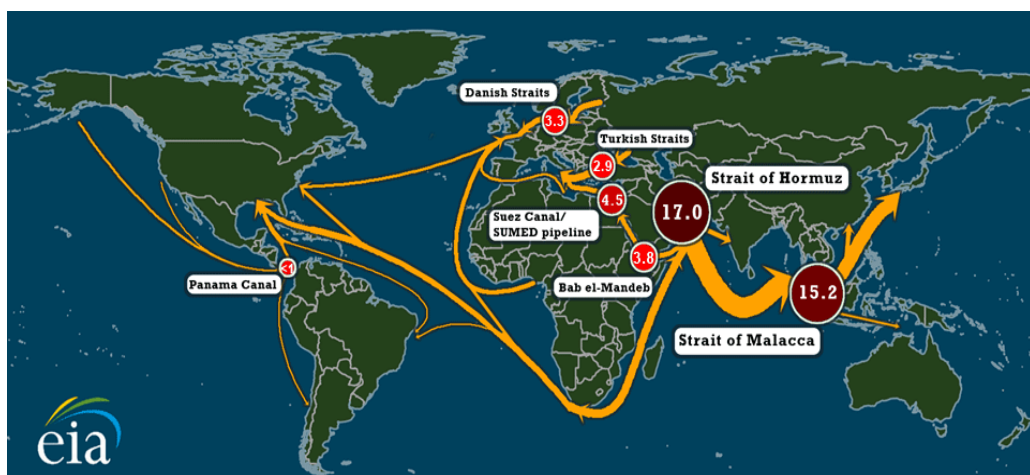 Danish Straits
3.3
Turkish Straits
2.9
Strait of Hormuz
17.0
4.5
Suez Canal/
SUMED pipeline
3.8
Bab el-Mandeb
<1
Panama Canal
15.2
Strait of Malacca
eia